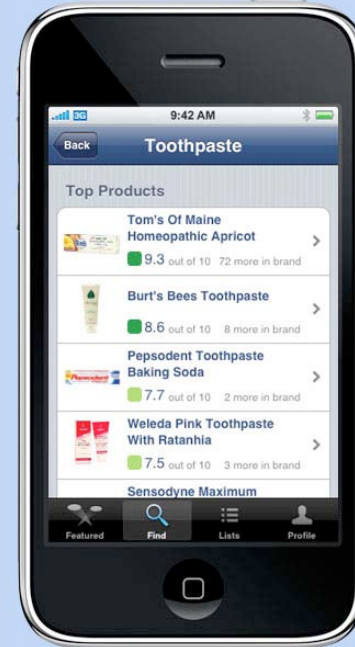 3G 9:42 AM
Back Toothpaste
Top Products
Tom's Of Maine
Homeopathic Apricot
9.3 out of 10 72 more in brand
Burt's Bees Toothpaste
8.6 out of 10 8 more in brand
Pepsodent Toothpaste
Baking Soda
7.7 out of 10 2 more in brand
Weleda Pink Toothpaste
With Ratanhia
7.5 out of 10 3 more in brand
Sensodyne Maximum
Featured Find Lists Profile